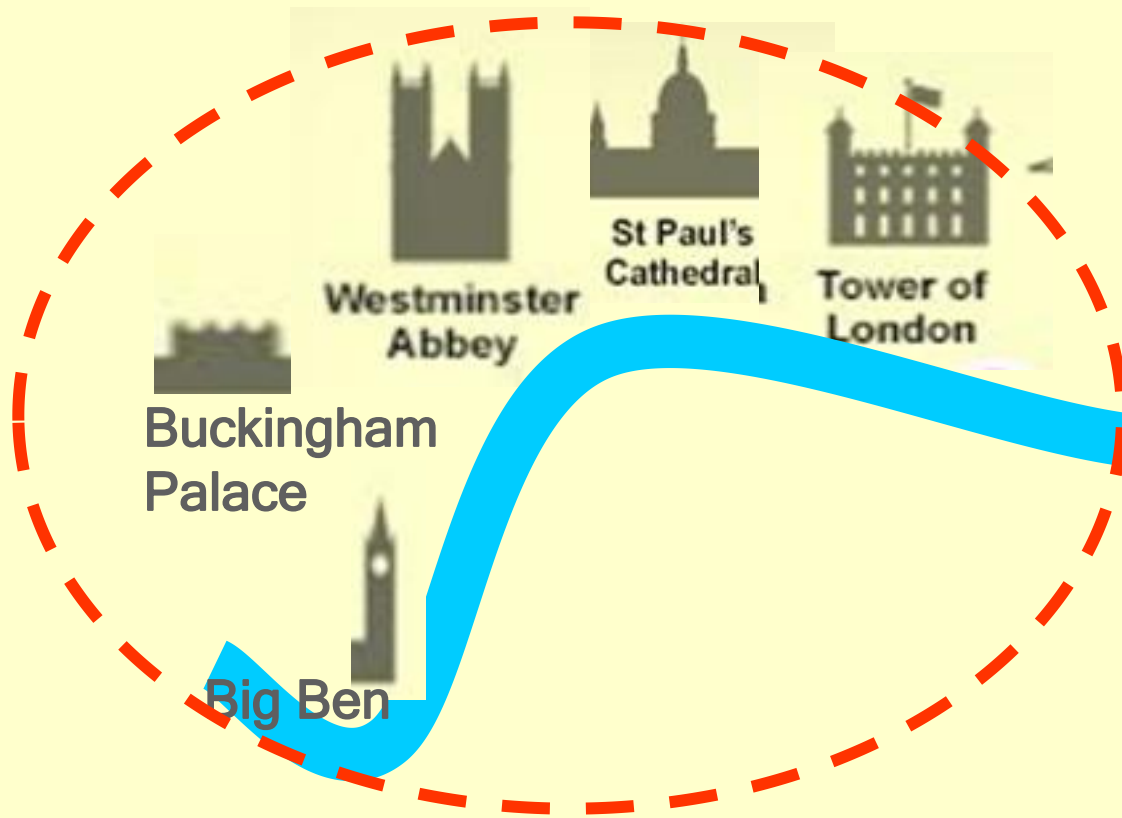 St Paul's
Cathedral
Tower of
London
Westminster
Abbey
Buckingham
Palace
Big Ben